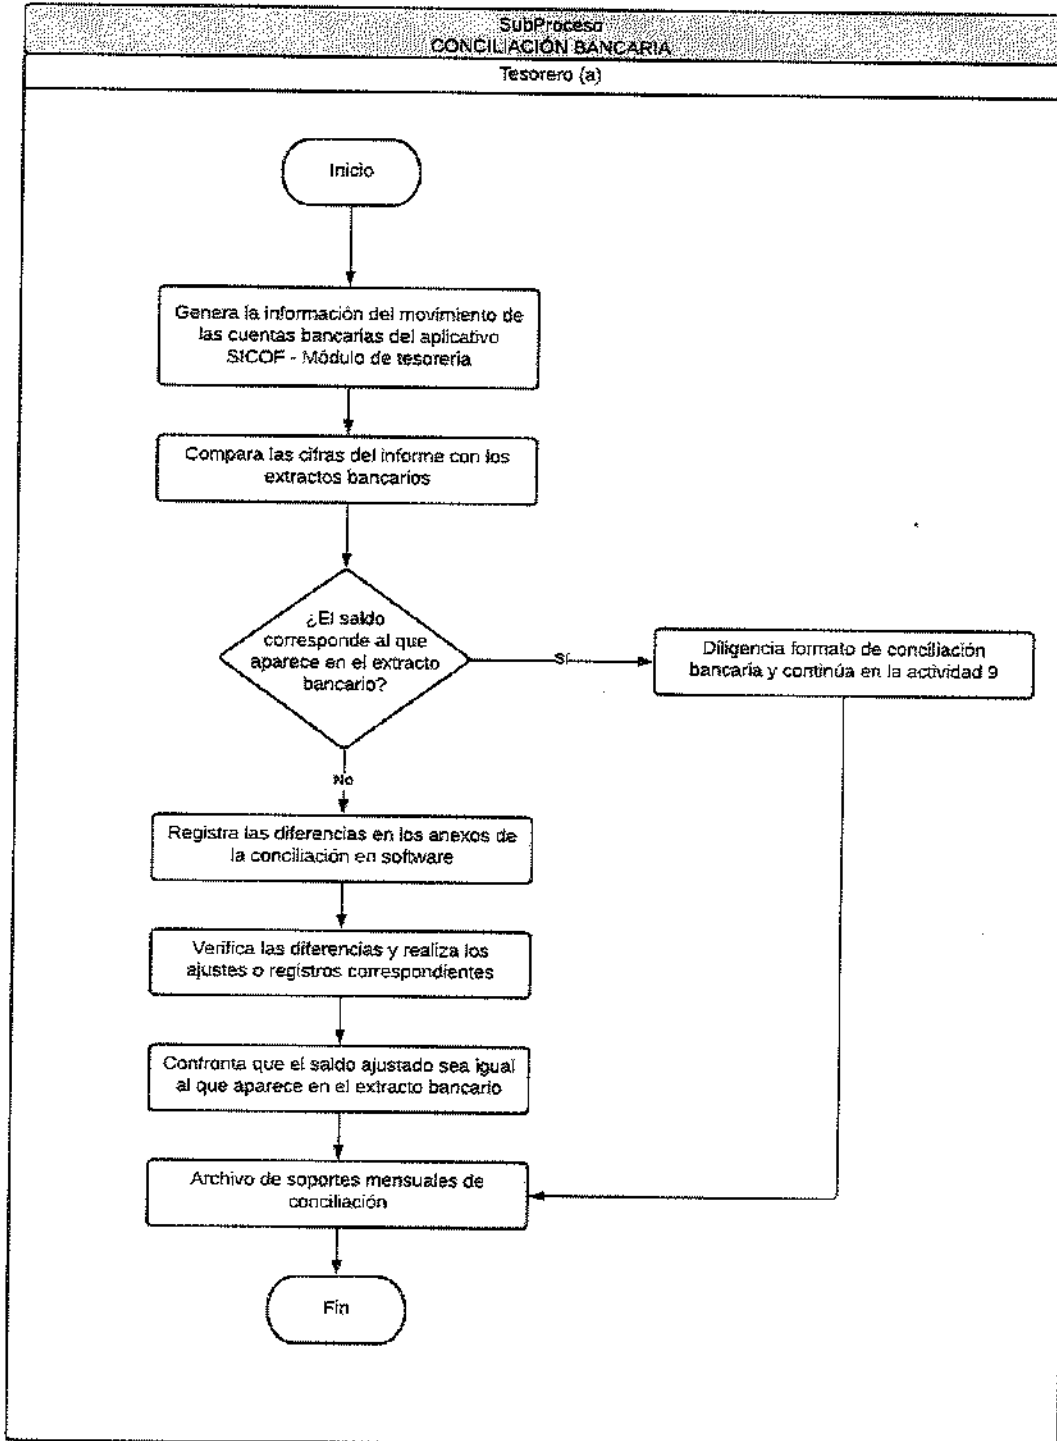 SubProceso
CONCILIACIÓN BANCARIA
Tesorero (a)
Inicio
Genera la información del movimiento de
las cuentas bancarias del aplicativo
SICOF - Módulo de tesorería
Compara las cifras del informe con los
extractos bancarios
¿El saldo
corresponde al que
aparece en el extracto
bancario?
Sí
Diligencia formato de conciliación
bancaria y continúa en la actividad 9
No
Registra las diferencias en los anexos de
la conciliación en software
Verifica las diferencias y realiza los
ajustes o registros correspondientes
Confronta que el saldo ajustado sea igual
al que aparece en el extracto bancario
Archivo de soportes mensuales de
conciliación
Fin